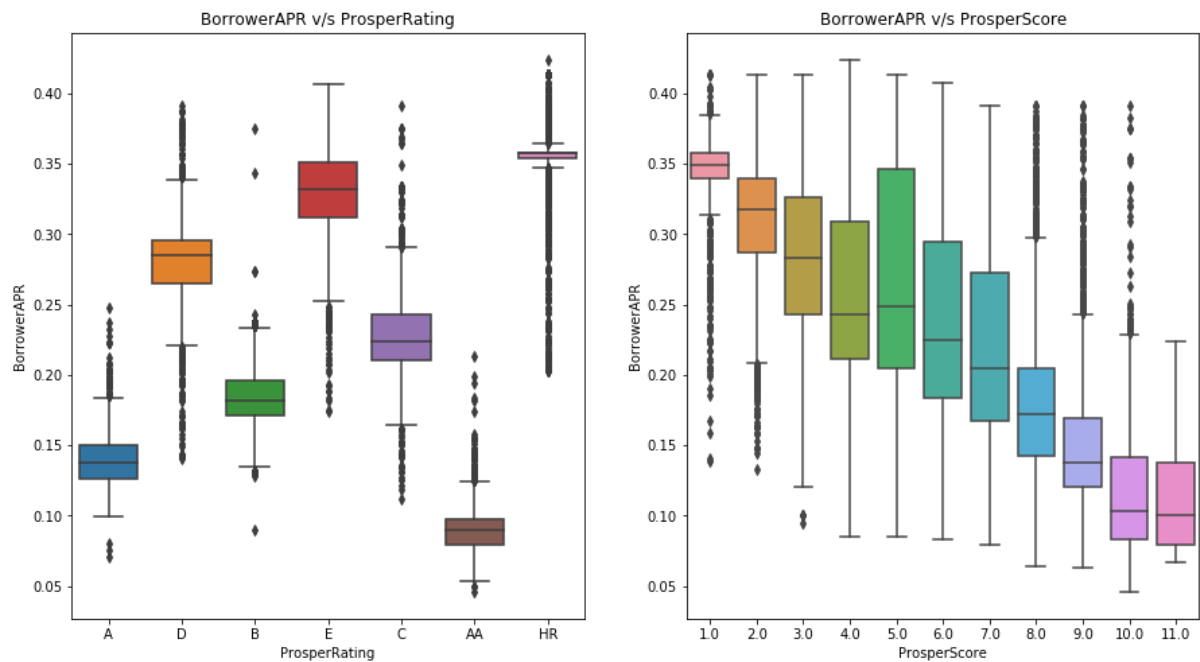 BorrowerAPR v/s ProsperRating
BorrowerAPR
0.40
0.35
0.30
0.25
0.20
0.15
0.10
0.05
A D B E C AA HR
ProsperRating
BorrowerAPR v/s ProsperScore
BorrowerAPR
0.40
0.35
0.30
0.25
0.20
0.15
0.10
0.05
1.0 2.0 3.0 4.0 5.0 6.0 7.0 8.0 9.0 10.0 11.0
ProsperScore